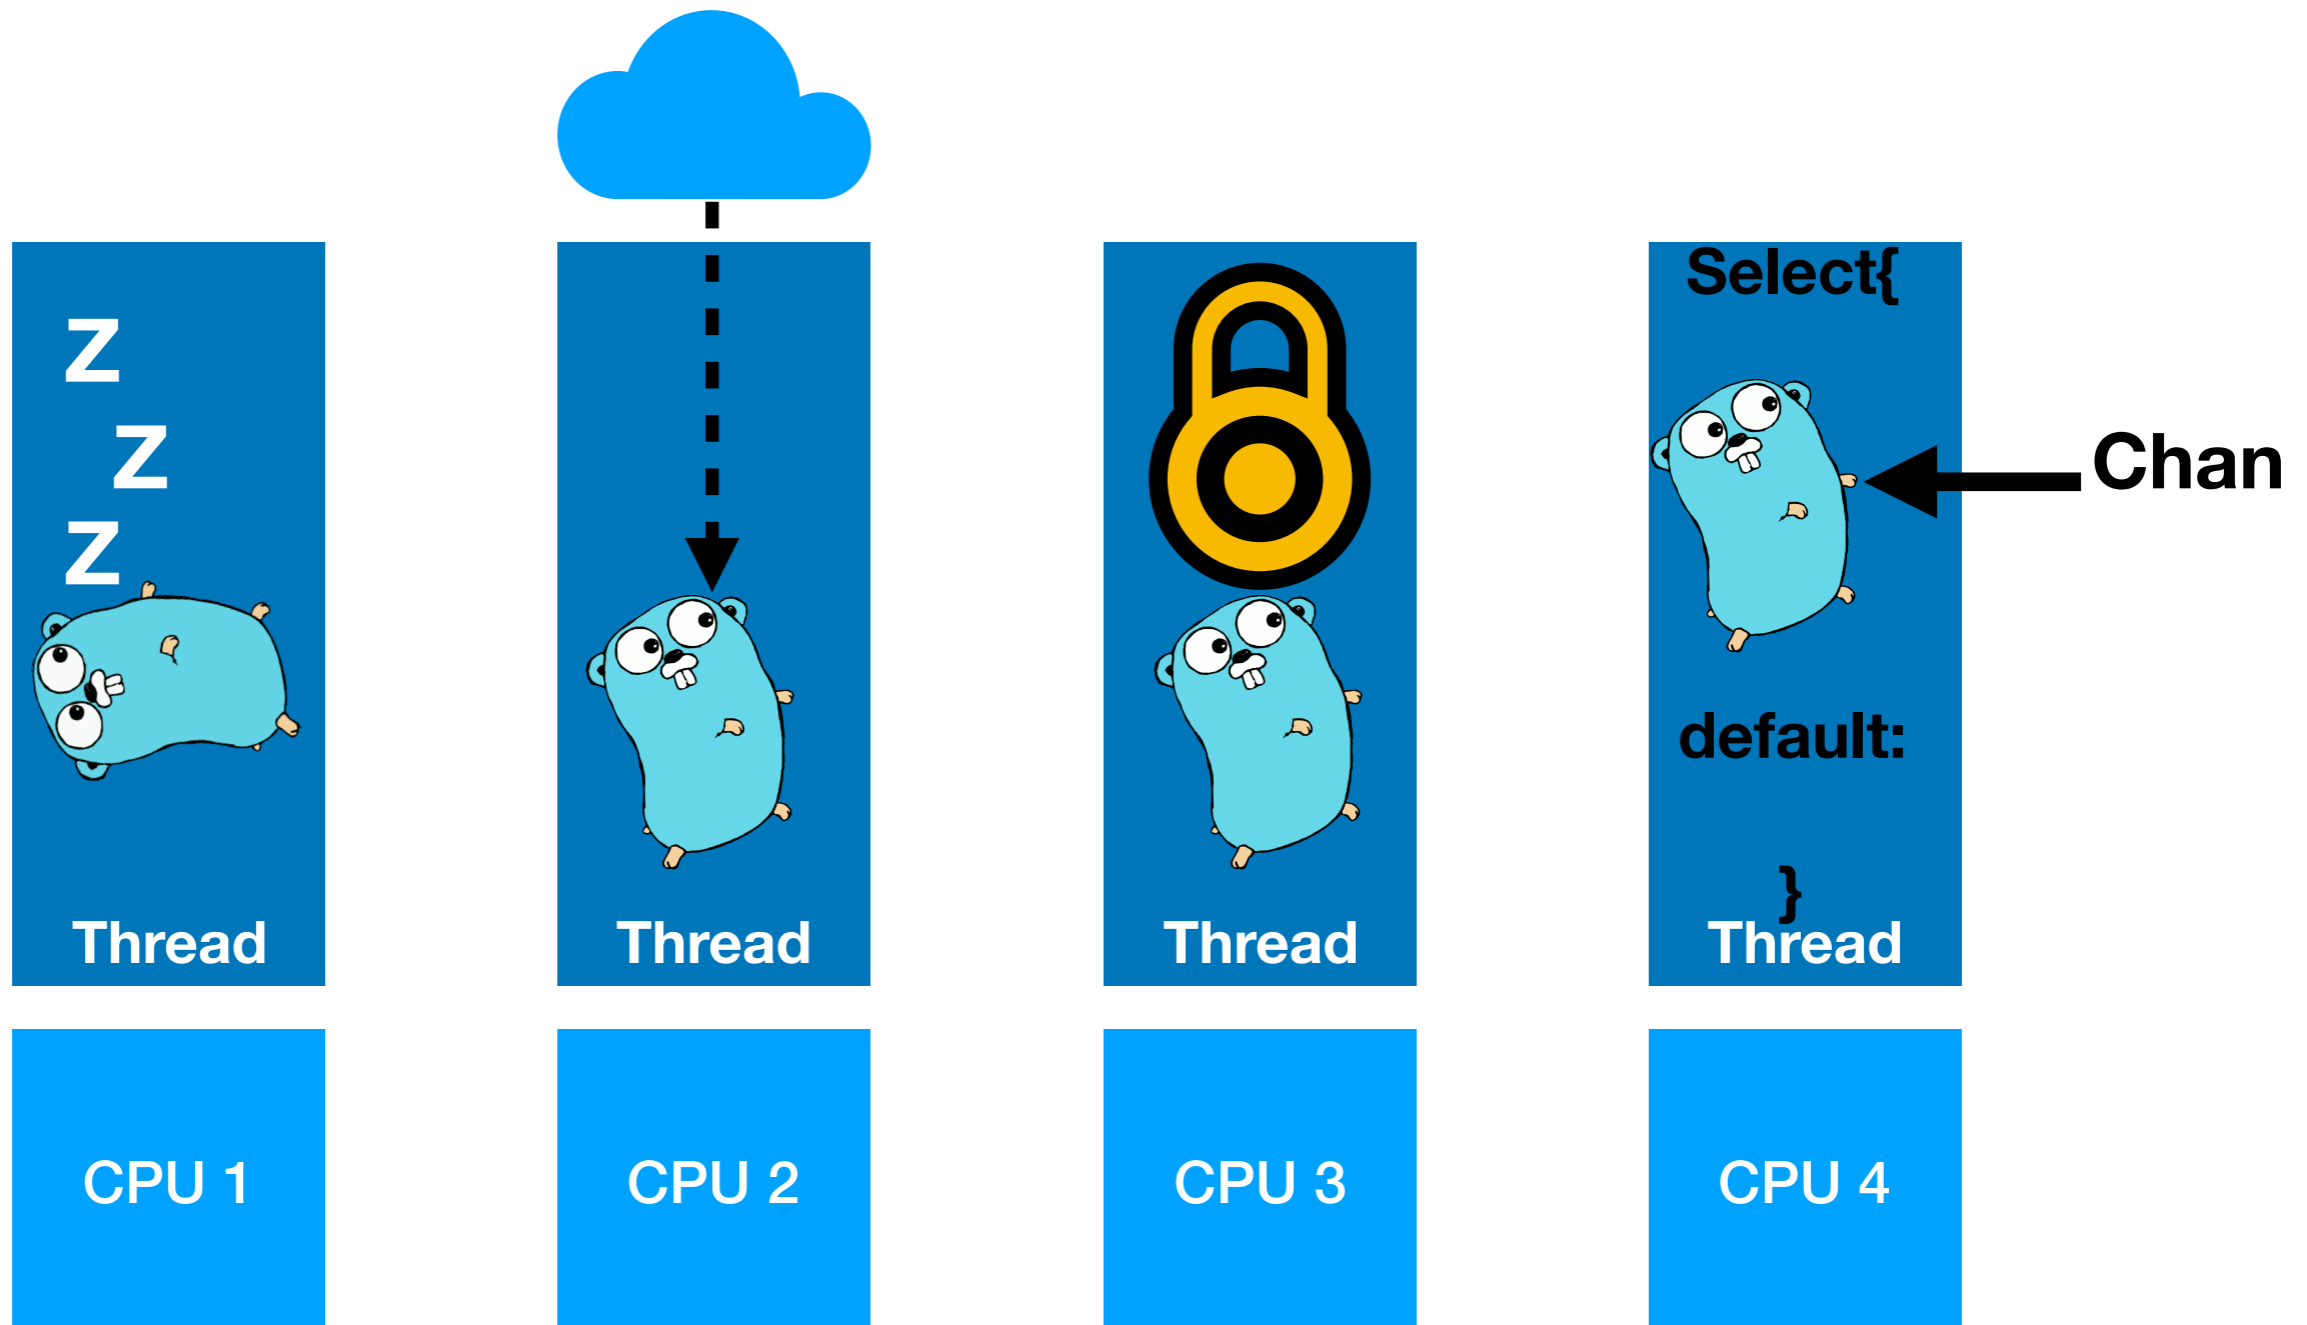 Z
Z
Z
Thread
CPU 1
Thread
CPU 2
Thread
CPU 3
Select{
Chan
default:
}
Thread
CPU 4